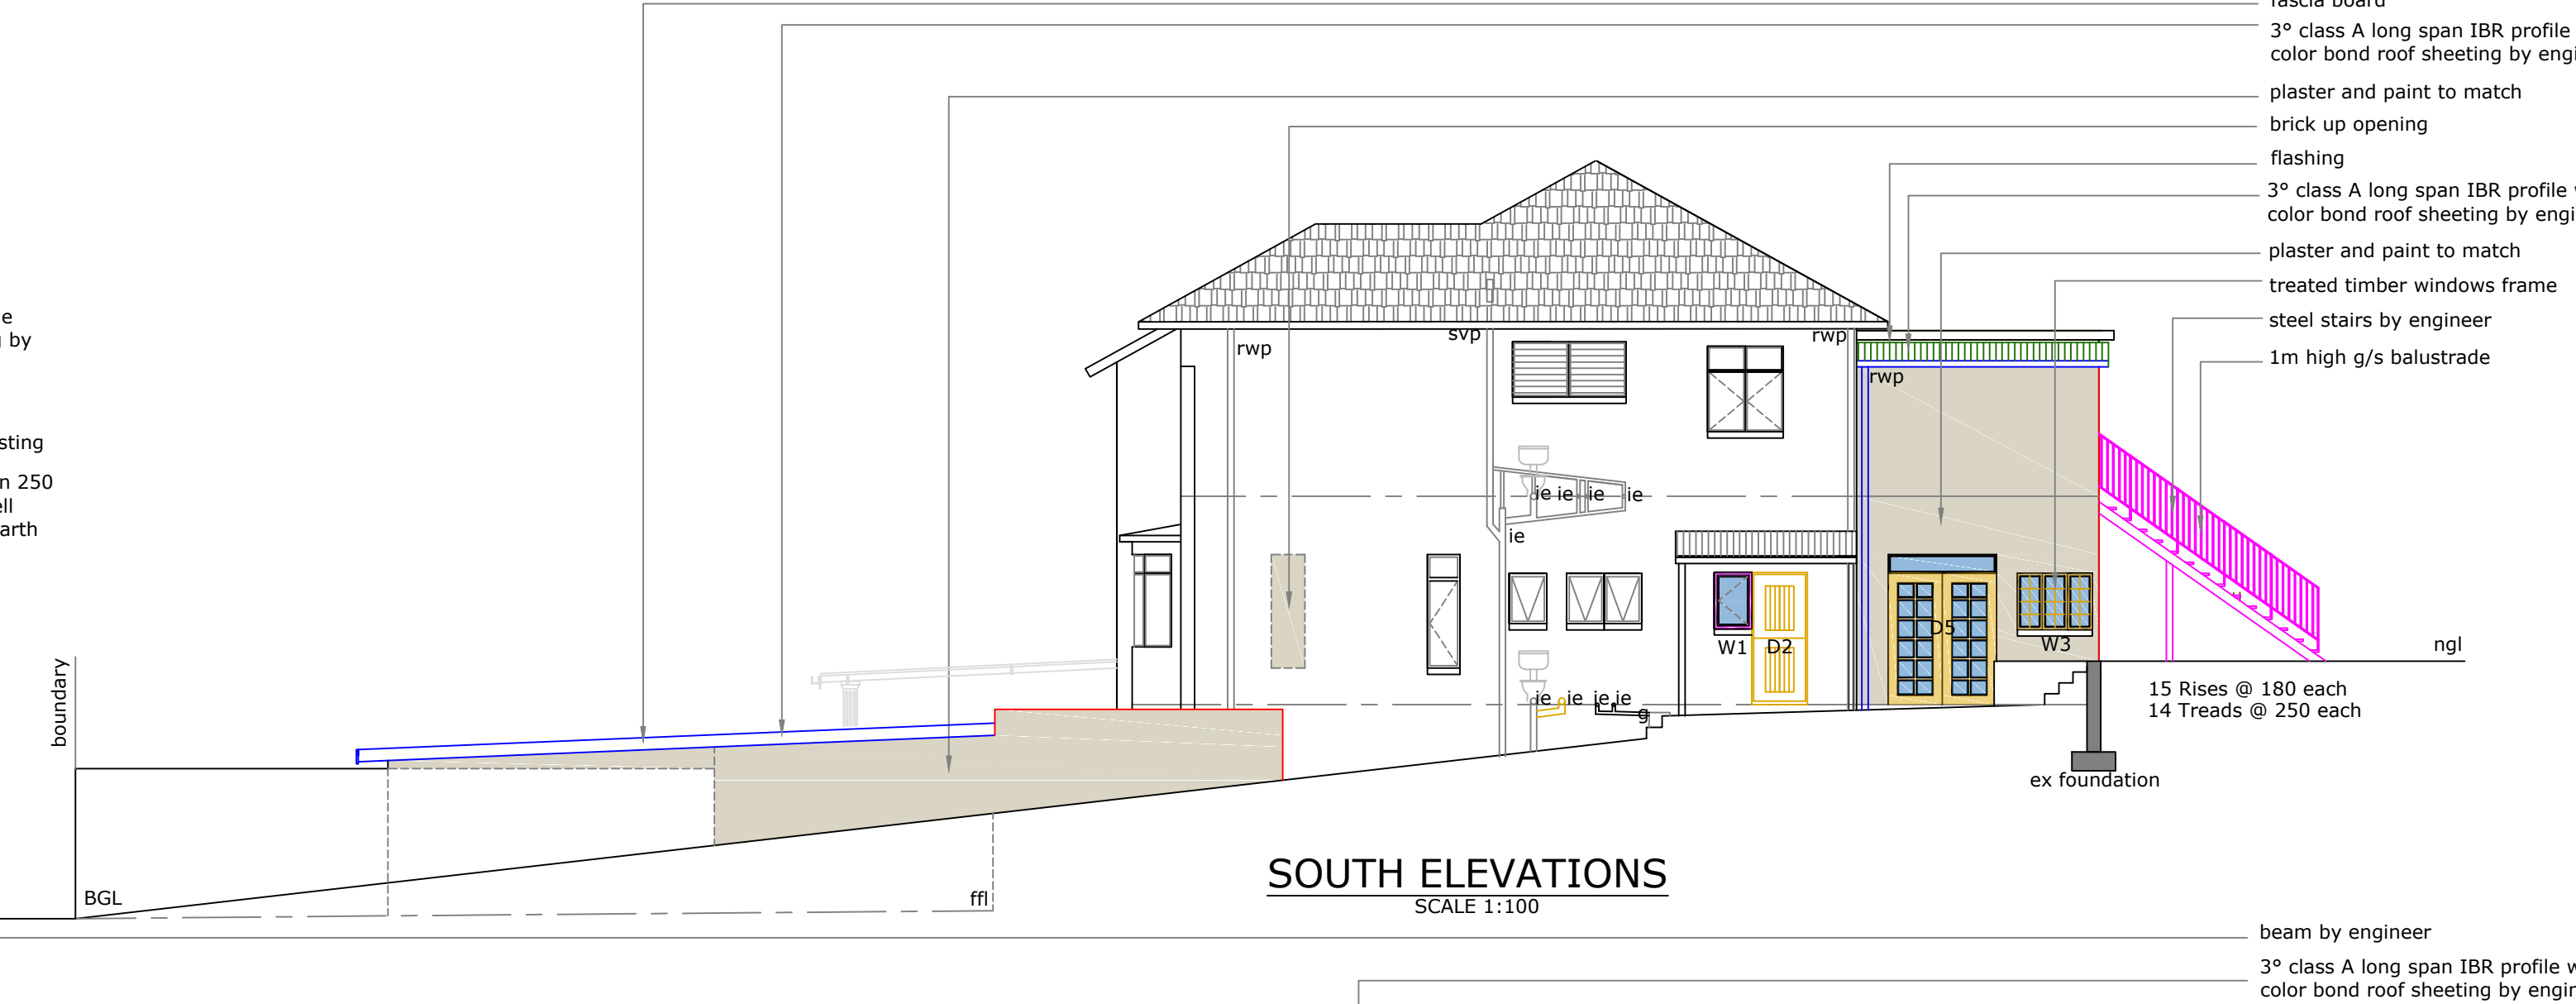 fascia board
3° class A long span IBR profile
color bond roof sheeting by engi
plaster and paint to match
brick up opening
flashing
3° class A long span IBR profile
color bond roof sheeting by engi
plaster and paint to match
treated timber windows frame
steel stairs by engineer
1m high g/s balustrade
e
by
sting
n 250
ell
arth
rwp
svp
rwp
rwp
ie ie ie ie
ie
W1
D2
D5
W3
ngl
ie ie ie ie
g
15 Rises @ 180 each
14 Treads @ 250 each
ex foundation
boundary
BGL
ffl
SOUTH ELEVATIONS
SCALE 1:100
beam by engineer
3° class A long span IBR profile w
color bond roof sheeting by engin